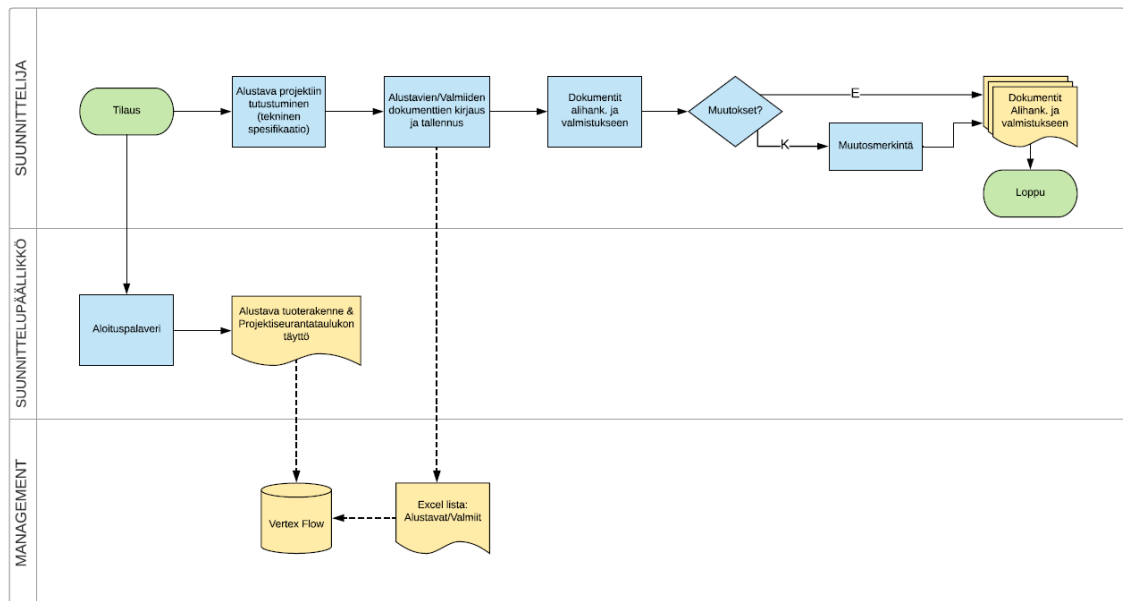 SUUNNITTELIJA
Tilaus
Alustava projektiin
tutustuminen
(tekninen
spesifikaatio)
Alustavien/Valmiiden
dokumenttien kirjaus
ja tallennus
Dokumentit
alihank. ja
valmistukseen
Muutokset?
E
K
Muutosmerkintä
Dokumentit
Alihank. ja
valmistukseen
Loppu
SUUNNITTELUPÄÄLLIKKÖ
Aloituspalaveri
Alustava tuoterakenne &
Projektiseurantataulukon
täyttö
MANAGEMENT
Vertex Flow
Excel lista:
Alustavat/Valmiit